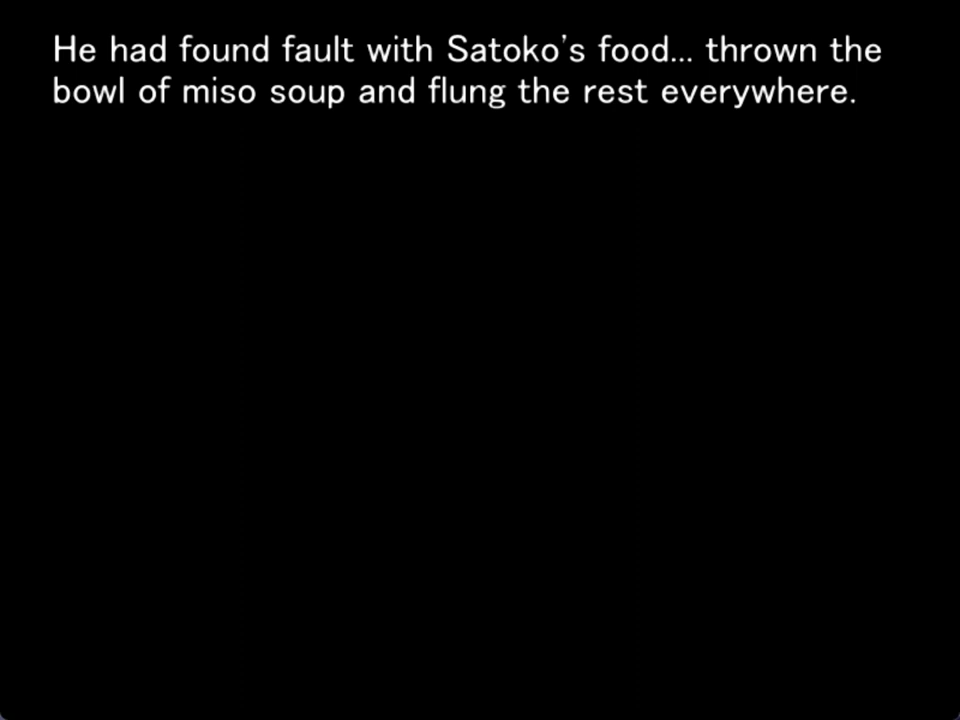 He had found fault with Satoko's food... thrown the
bowl of miso soup and flung the rest everywhere.